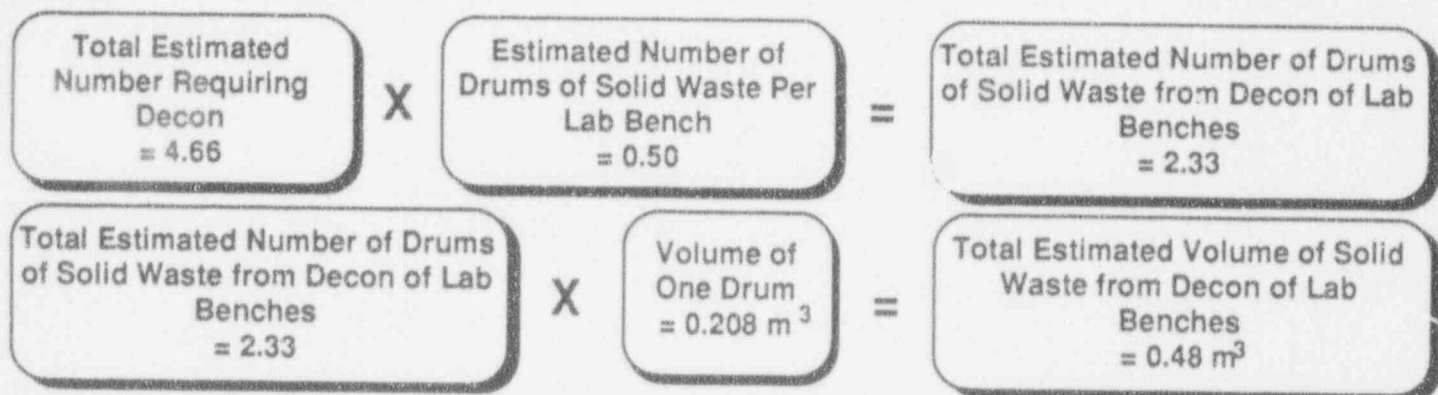 Total Estimated
Number Requiring
Decon
= 4.66
X
Estimated Number of
Drums of Solid Waste Per
Lab Bench
= 0.50
=
Total Estimated Number of Drums
of Solid Waste from Decon of Lab
Benches
= 2.33
Total Estimated Number of Drums
of Solid Waste from Decon of Lab
Benches
= 2.33
X
Volume of
One Drum
= 0.208 m³
=
Total Estimated Volume of Solid
Waste from Decon of Lab
Benches
= 0.48 m³